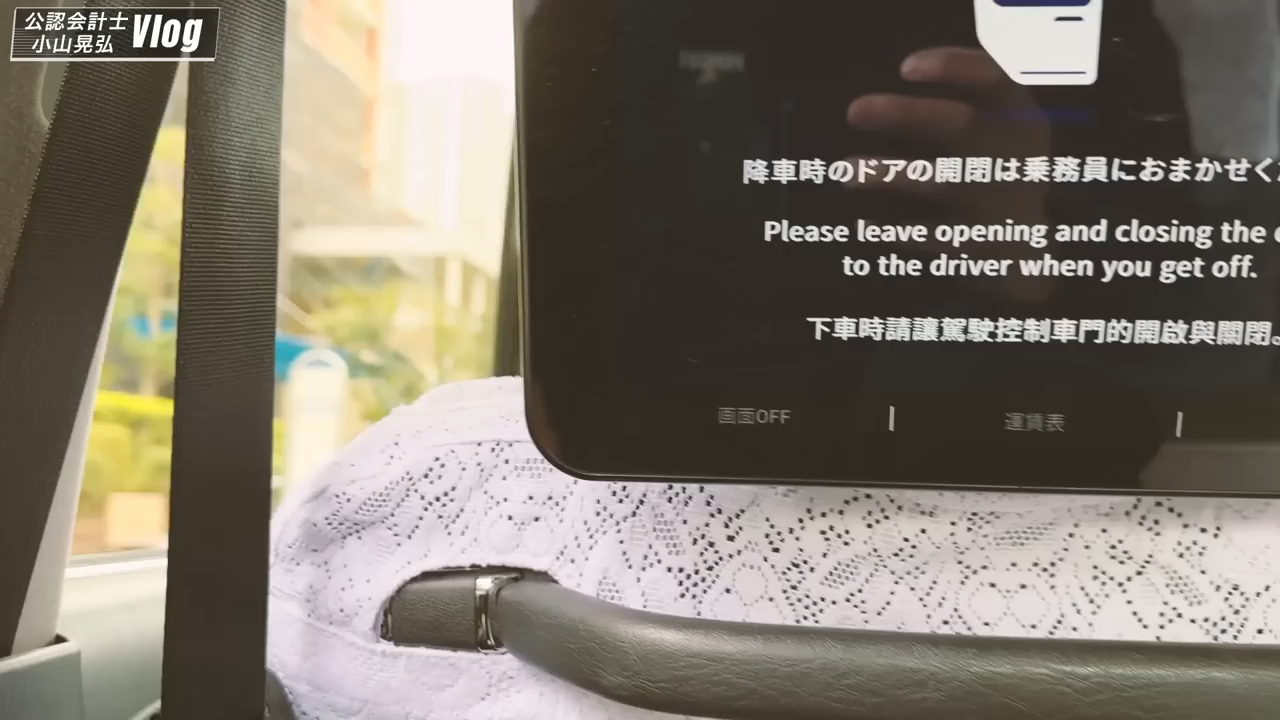 公認会計士
小山晃弘
Vlog
降車時のドアの開閉は乗務員におまかせく
Please leave opening and closing the
to the driver when you get off.
下車時請讓駕駛控制車門的開啟與關閉。
画面OFF
運賃表